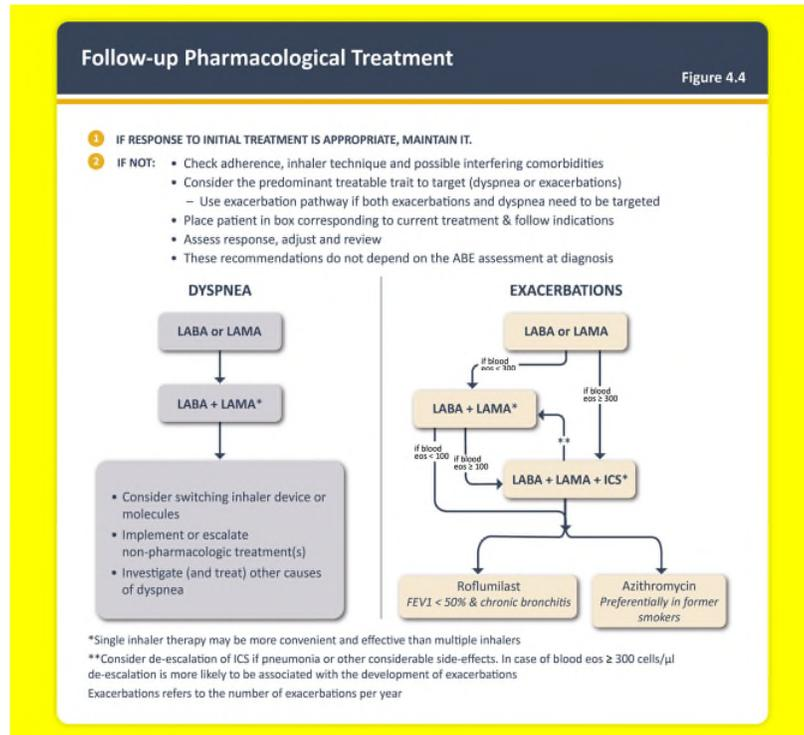 Follow-up Pharmacological Treatment
Figure 4.4
1 IF RESPONSE TO INITIAL TREATMENT IS APPROPRIATE, MAINTAIN IT.
2 IF NOT: • Check adherence, inhaler technique and possible interfering comorbidities
• Consider the predominant treatable trait to target (dyspnea or exacerbations)
– Use exacerbation pathway if both exacerbations and dyspnea need to be targeted
• Place patient in box corresponding to current treatment & follow indications
• Assess response, adjust and review
• These recommendations do not depend on the ABE assessment at diagnosis
DYSPNEA
LABA or LAMA
LABA + LAMA*
• Consider switching inhaler device or
molecules
• Implement or escalate
non-pharmacologic treatment(s)
• Investigate (and treat) other causes
of dyspnea
EXACERBATIONS
LABA or LAMA
if blood
eos < 300
if blood
eos ≥ 300
LABA + LAMA*
**
if blood
eos < 100
if blood
eos ≥ 100
LABA + LAMA + ICS*
Roflumilast
FEV1 < 50% & chronic bronchitis
Azithromycin
Preferentially in former
smokers
*Single inhaler therapy may be more convenient and effective than multiple inhalers
**Consider de-escalation of ICS if pneumonia or other considerable side-effects. In case of blood eos ≥ 300 cells/µl
de-escalation is more likely to be associated with the development of exacerbations
Exacerbations refers to the number of exacerbations per year